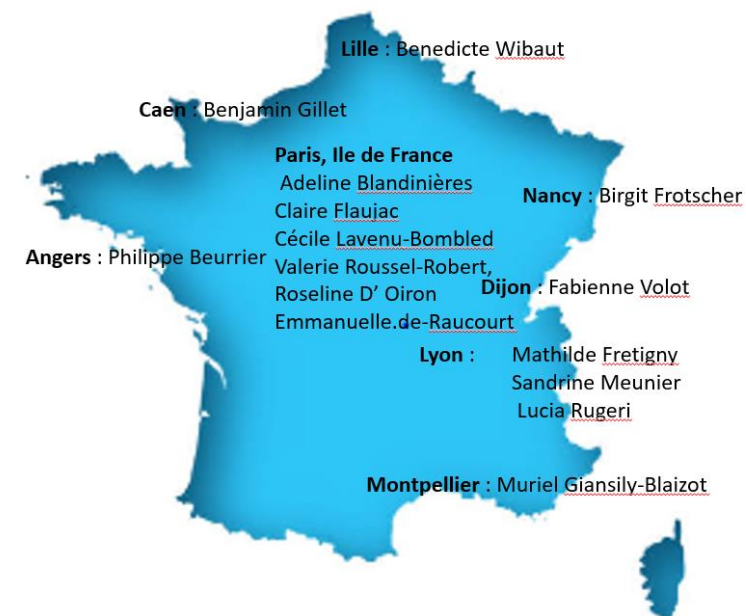 Lille : Benedicte Wibaut
Caen : Benjamin Gillet
Paris, Ile de France
Adeline Blandinières
Claire Flaujac
Cécile Lavenu-Bombled
Nancy : Birgit Frotscher
Angers : Philippe Beurrier
Valerie Roussel-Robert,
Roseline D’ Oiron
Emmanuelle.de-Raucourt
Dijon : Fabienne Volot
Lyon : Mathilde Fretigny
Sandrine Meunier
Lucia Rugeri
Montpellier : Muriel Giansily-Blaizot